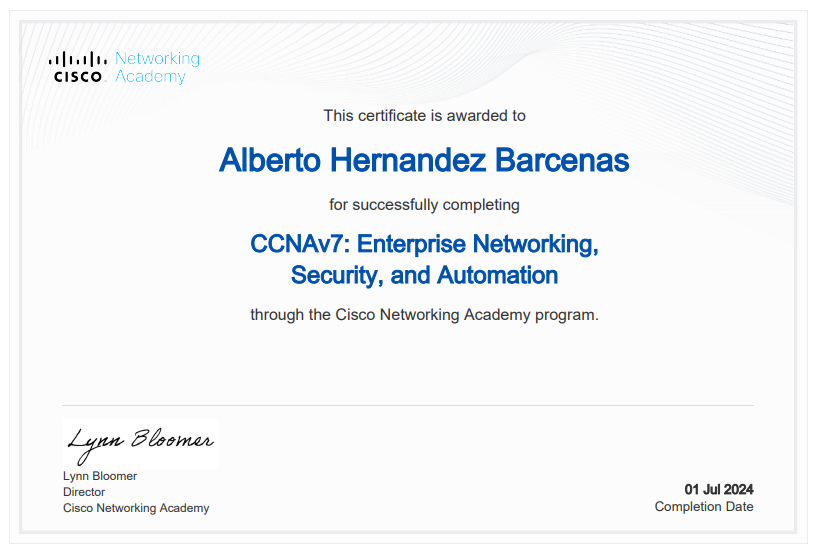 Networking
CISCO Academy
This certificate is awarded to
Alberto Hernandez Barcenas
for successfully completing
CCNAv7: Enterprise Networking,
Security, and Automation
through the Cisco Networking Academy program.
Lynn Bloomer
Lynn Bloomer
Director
Cisco Networking Academy
01 Jul 2024
Completion Date